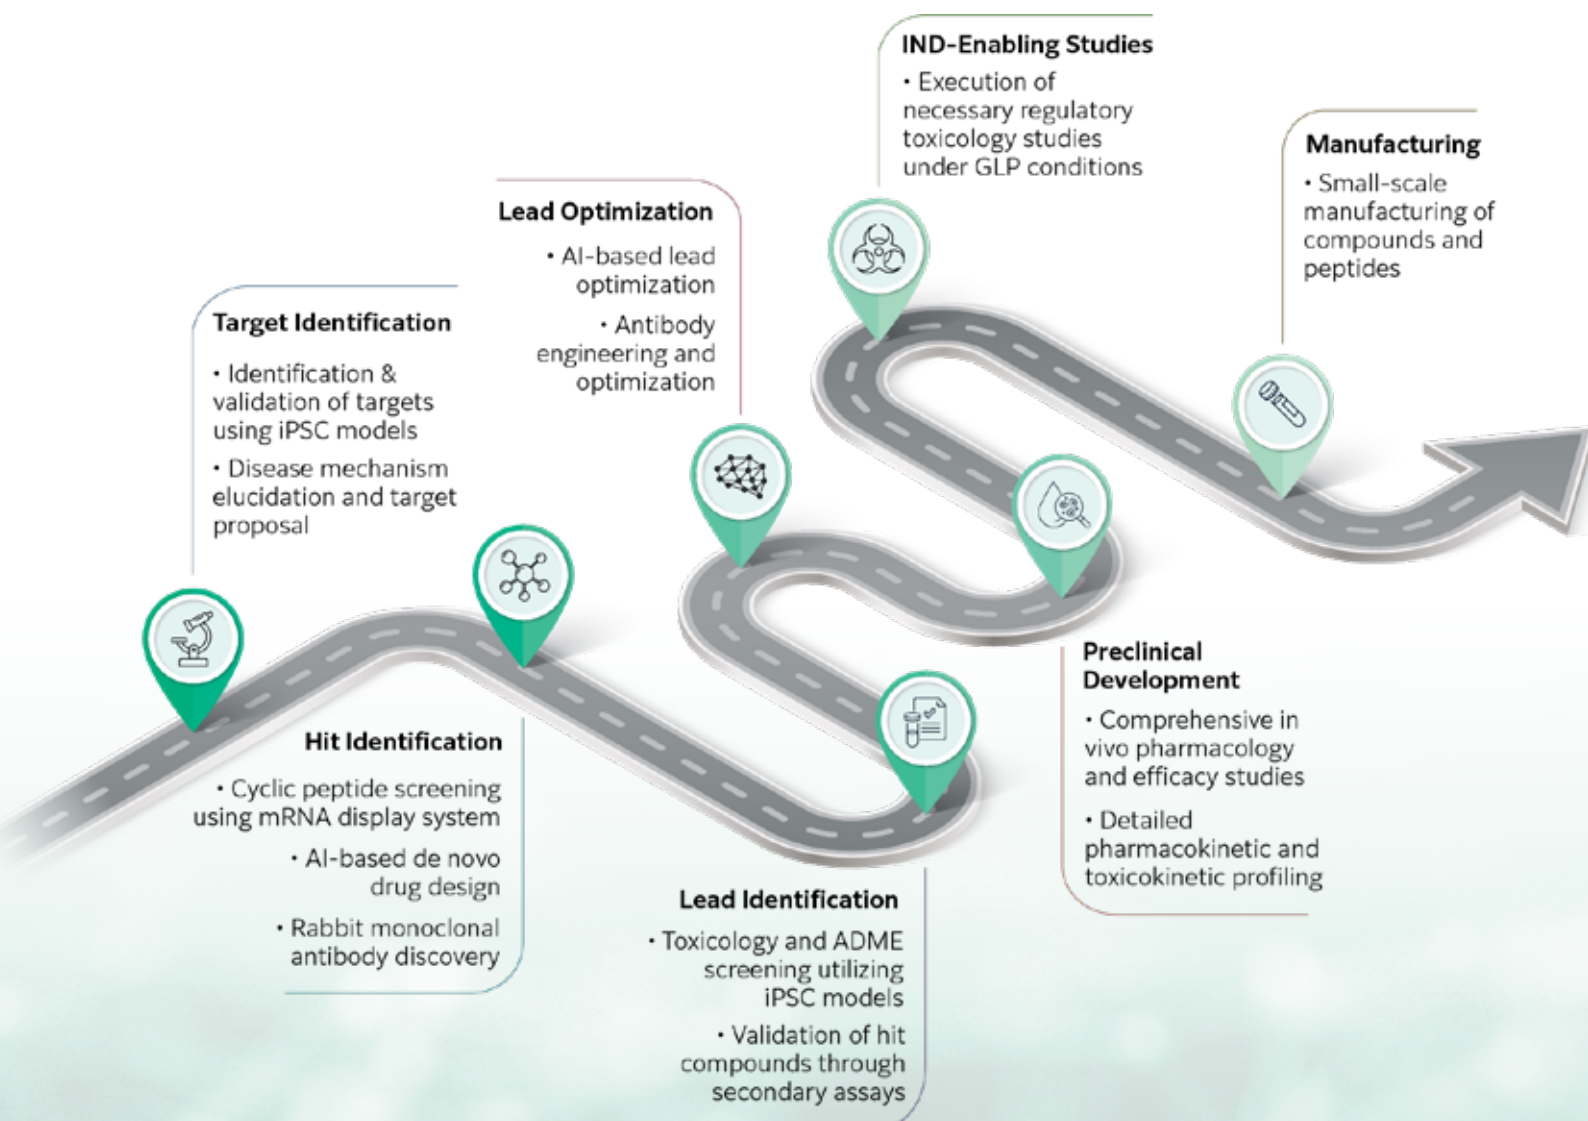 Target Identification
• Identification &
validation of targets
using iPSC models
• Disease mechanism
elucidation and target
proposal
Hit Identification
• Cyclic peptide screening
using mRNA display system
• AI-based de novo
drug design
• Rabbit monoclonal
antibody discovery
Lead Identification
• Toxicology and ADME
screening utilizing
iPSC models
• Validation of hit
compounds through
secondary assays
Lead Optimization
• AI-based lead
optimization
• Antibody
engineering and
optimization
Preclinical
Development
• Comprehensive in
vivo pharmacology
and efficacy studies
• Detailed
pharmacokinetic and
toxicokinetic profiling
IND-Enabling Studies
• Execution of
necessary regulatory
toxicology studies
under GLP conditions
Manufacturing
• Small-scale
manufacturing of
compounds and
peptides